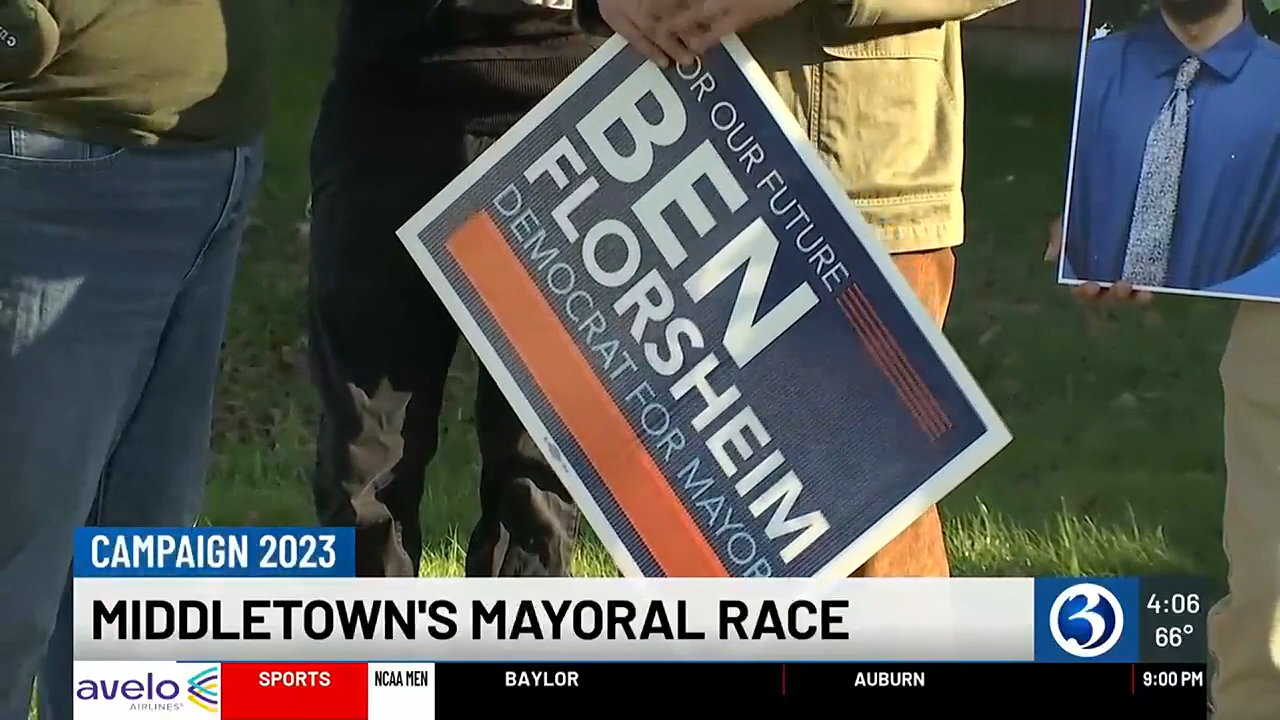 OR OUR FUTURE
BEN
FLORSHEIM
DEMOCRAT FOR MAYOR
CAMPAIGN 2023
MIDDLETOWN'S MAYORAL RACE
3
4:06
66°
avelo
AIRLINES
SPORTS
NCAA MEN
BAYLOR
AUBURN
9:00 PM